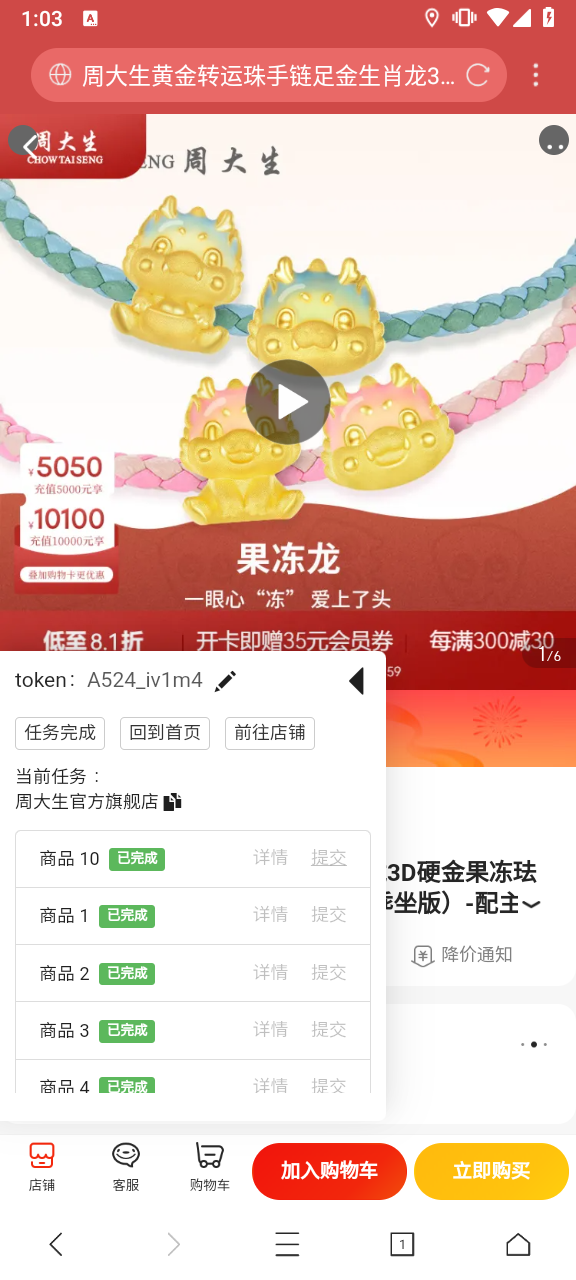 1:03
A
周大生黄金转运珠手链足金生肖龙3...
周大生
CHOW TAI SENG
ENG 周大生
¥5050
充值5000元享
¥10100
充值10000元享
叠加购物卡更优惠
果冻龙
一眼心“冻” 爱上了头
低至8.1折
开卡即赠35元会员券
每满300减30
1/6
59
token: A524_iv1m4
任务完成 回到首页 前往店铺
当前任务：
周大生官方旗舰店
商品 10 已完成 详情 提交
商品 1 已完成 详情 提交
商品 2 已完成 详情 提交
商品 3 已完成 详情 提交
商品 4 已完成 详情 提交
3D硬金果冻珐
坐版）-配主
降价通知
店铺 客服 购物车 加入购物车 立即购买
1